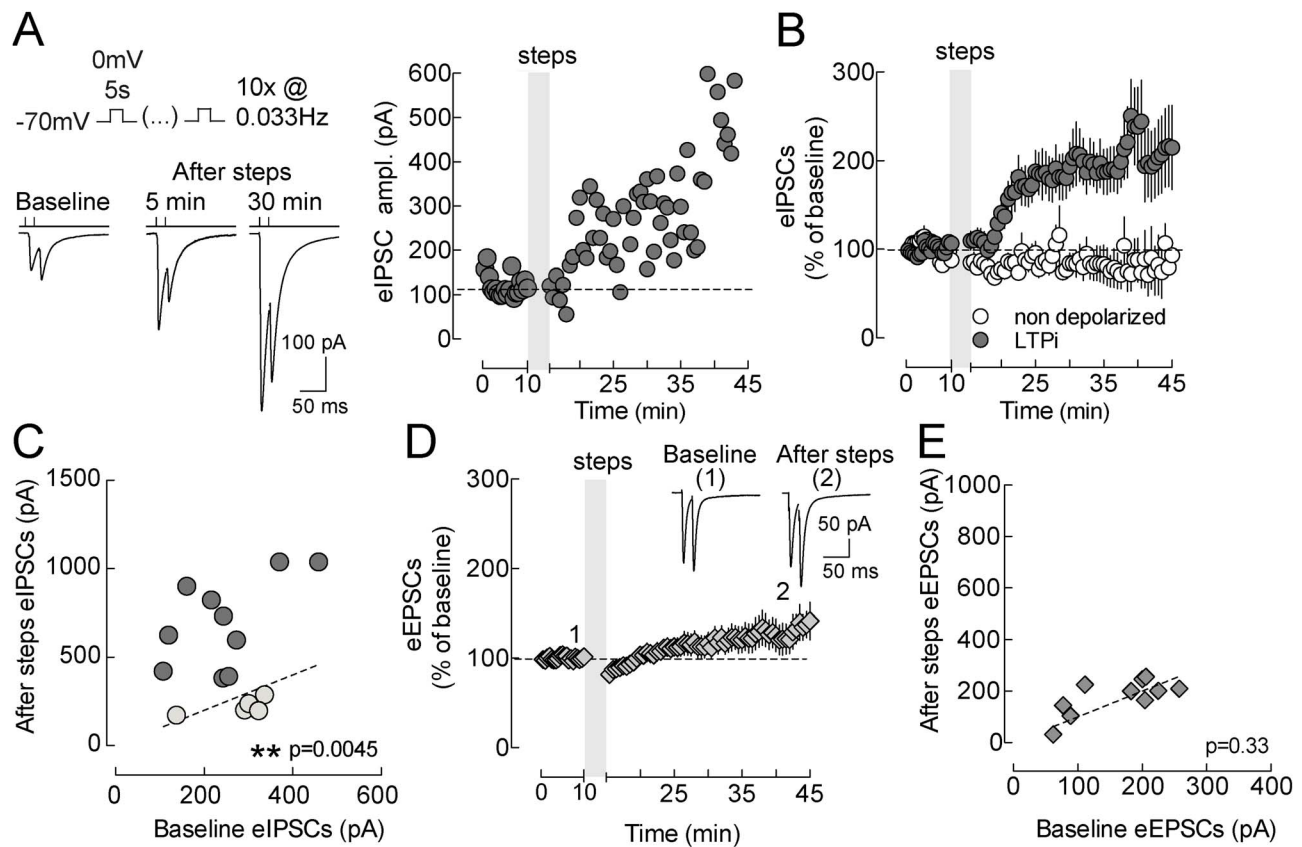 A
0mV
5s
10x @
-70mV (...) 0.033Hz
After steps
Baseline 5 min 30 min
100 pA
50 ms
steps
eIPSC ampl. (pA)
600
500
400
300
200
100
0
0 10 25 35 45
Time (min)
B
steps
eIPSCs
(% of baseline)
300
200
100
0
non depolarized
LTPi
0 10 25 35 45
Time (min)
C
After steps eIPSCs (pA)
1500
1000
500
0
** p=0.0045
0 200 400 600
Baseline eIPSCs (pA)
D
steps
eEPSCs
(% of baseline)
300
200
100
0
Baseline
(1)
After steps
(2)
50 pA
50 ms
1
2
0 10 25 35 45
Time (min)
E
After steps eEPSCs (pA)
1000
800
600
400
200
0
p=0.33
0 100 200 300 400
Baseline eEPSCs (pA)